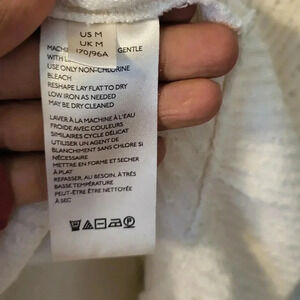 US M
UK M
170/96A
MACHI GENTLE
WITH L
USE ONLY NON-CHLORINE
BLEACH
RESHAPE LAY FLAT TO DRY
LOW IRON AS NEEDED
MAY BE DRY CLEANED
LAVER À LA MACHINE À L'EAU
FROIDE AVEC COULEURS
SIMILAIRES CYCLE DÉLICAT
UTILISER UN AGENT DE
BLANCHIMENT SANS CHLORE SI
NÉCESSAIRE
METTRE EN FORME ET SÉCHER
À PLAT
REPASSER, AU BESOIN, À TRÈS
BASSE TEMPÉRATURE
PEUT-ÊTRE ÊTRE NETTOYÉE
À SEC